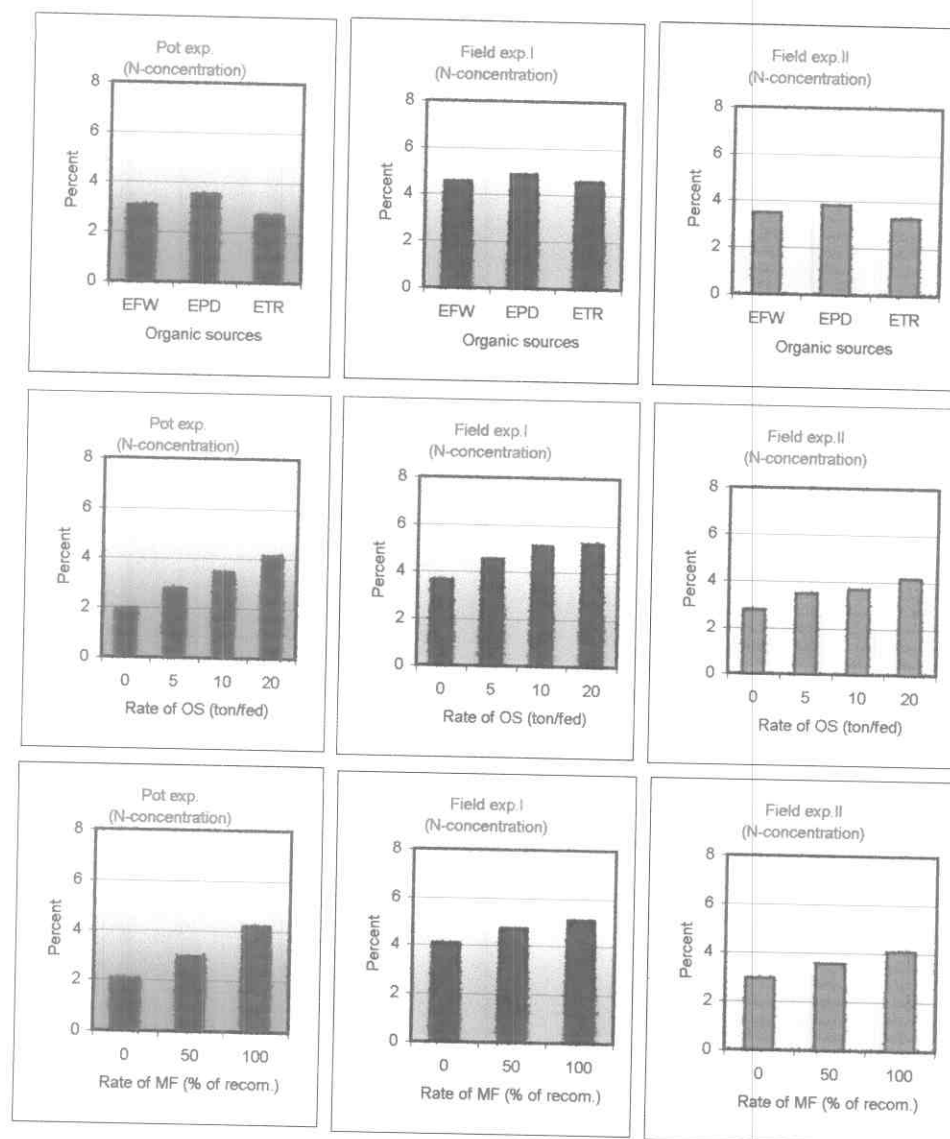 Pot exp.
(N-concentration)
8
6
4
2
0
Percent
EFW EPD ETR
Organic sources
Field exp.I
(N-concentration)
8
6
4
2
0
Percent
EFW EPD ETR
Organic sources
Field exp.II
(N-concentration)
8
6
4
2
0
Percent
EFW EPD ETR
Organic sources
Pot exp.
(N-concentration)
8
6
4
2
0
Percent
0 5 10 20
Rate of OS (ton/fed)
Field exp.I
(N-concentration)
8
6
4
2
0
Percent
0 5 10 20
Rate of OS (ton/fed)
Field exp.II
(N-concentration)
8
6
4
2
0
Percent
0 5 10 20
Rate of OS (ton/fed)
Pot exp.
(N-concentration)
8
6
4
2
0
Percent
0 50 100
Rate of MF (% of recom.)
Field exp.I
(N-concentration)
8
6
4
2
0
Percent
0 50 100
Rate of MF (% of recom.)
Field exp.II
(N-concentration)
8
6
4
2
0
Percent
0 50 100
Rate of MF (% of recom.)